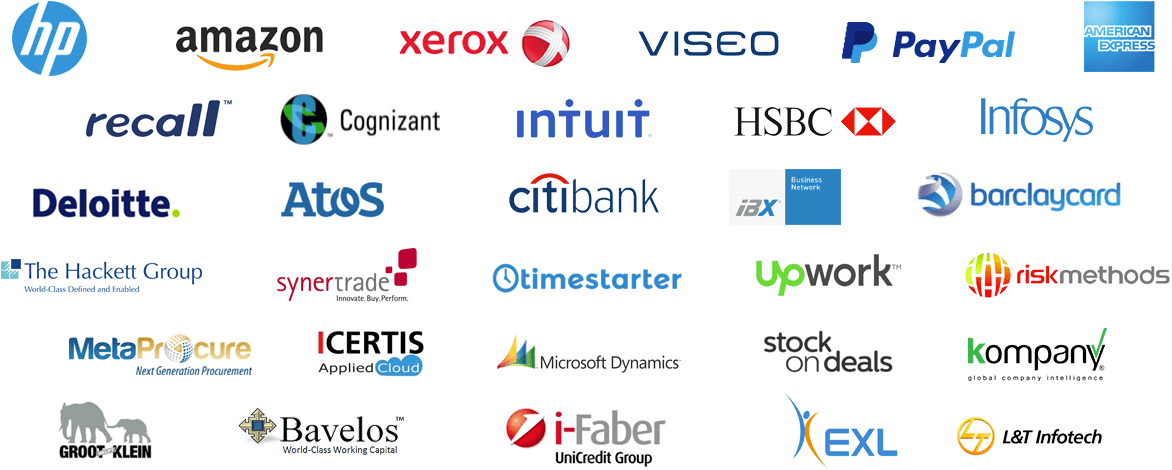 hp
amazon
xerox
VISEO
PayPal
AMERICAN
EXPRESS
recall™
Cognizant™
intuit
HSBC
Infosys
Deloitte.
Atos
citibank
iBX
Business
Network
barclaycard
The Hackett Group
World-Class Defined and Enabled
synertrade
Innovate. Buy. Perform.
timestarter
upwork™
riskmethods
MetaProcure
Next Generation Procurement
ICERTIS
Applied Cloud
Microsoft Dynamics
stock
on deals
kompany®
global company intelligence
GROOT KLEIN
Bavelos™
World-Class Working Capital
i-Faber
UniCredit Group
EXL
L&T Infotech